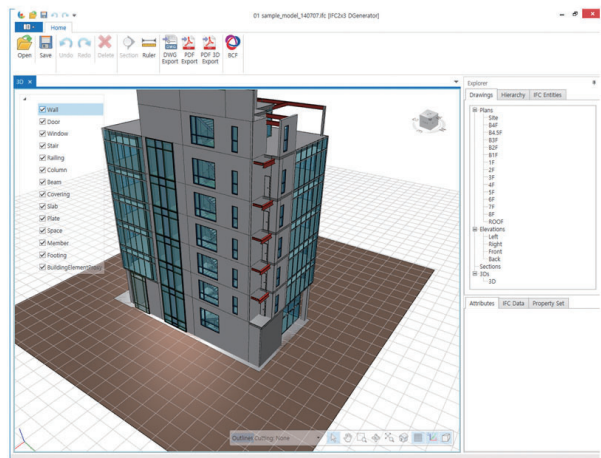 01 sample_model_140707.ifc [IFC2x3 DGenerator]
Home
Open Save Undo Redo Delete Section Ruler DWG Export PDF Export PDF 3D Export BCF
3D
Wall
Door
Window
Stair
Railing
Column
Beam
Covering
Slab
Plate
Space
Member
Footing
Outliner Cutting: None
Explorer
Drawings Hierarchy IFC Entities
Plans
Site
B4F
B4.5F
B3F
B2F
B1F
1F
2F
3F
4F
5F
6F
7F
8F
ROOF
Elevations
Left
Right
Front
Back
Sections
3Ds
3D
Attributes IFC Data Property Set